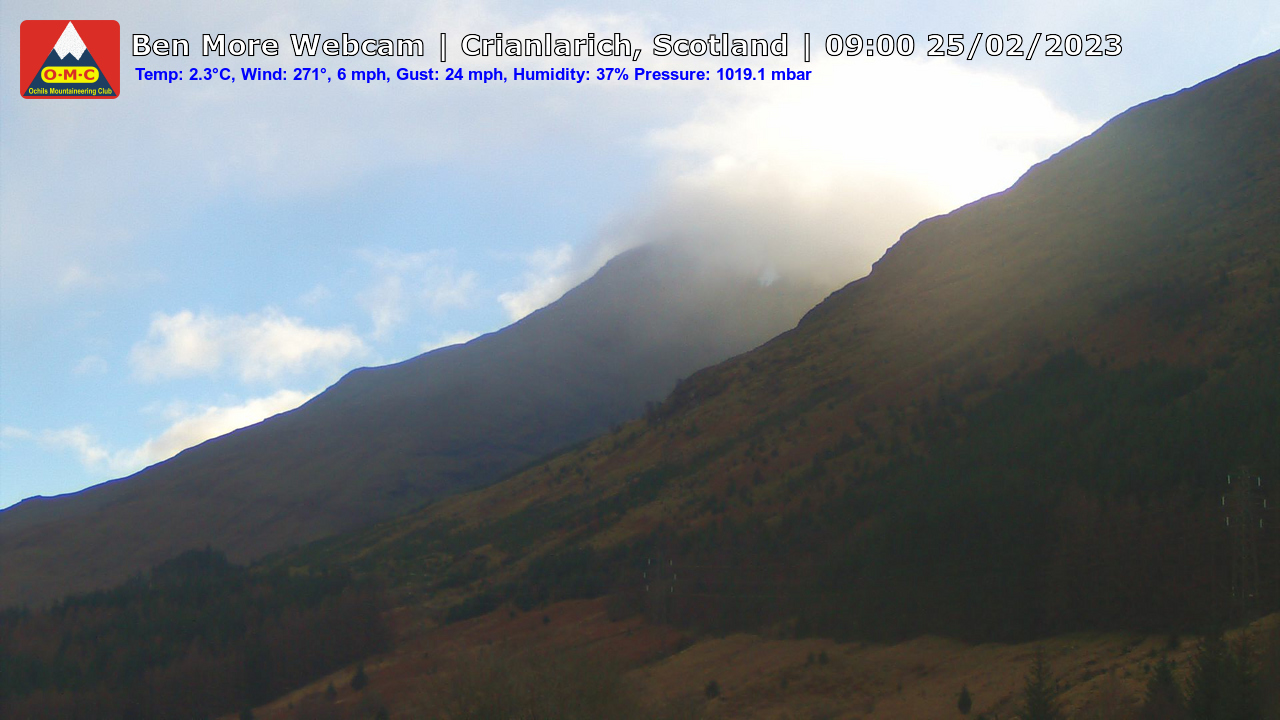 Ben More Webcam | Crianlarich, Scotland | 09:00 25/02/2023
Temp: 2.3°C, Wind: 271°, 6 mph, Gust: 24 mph, Humidity: 37% Pressure: 1019.1 mbar
O-M-C
Ochils Mountaineering Club